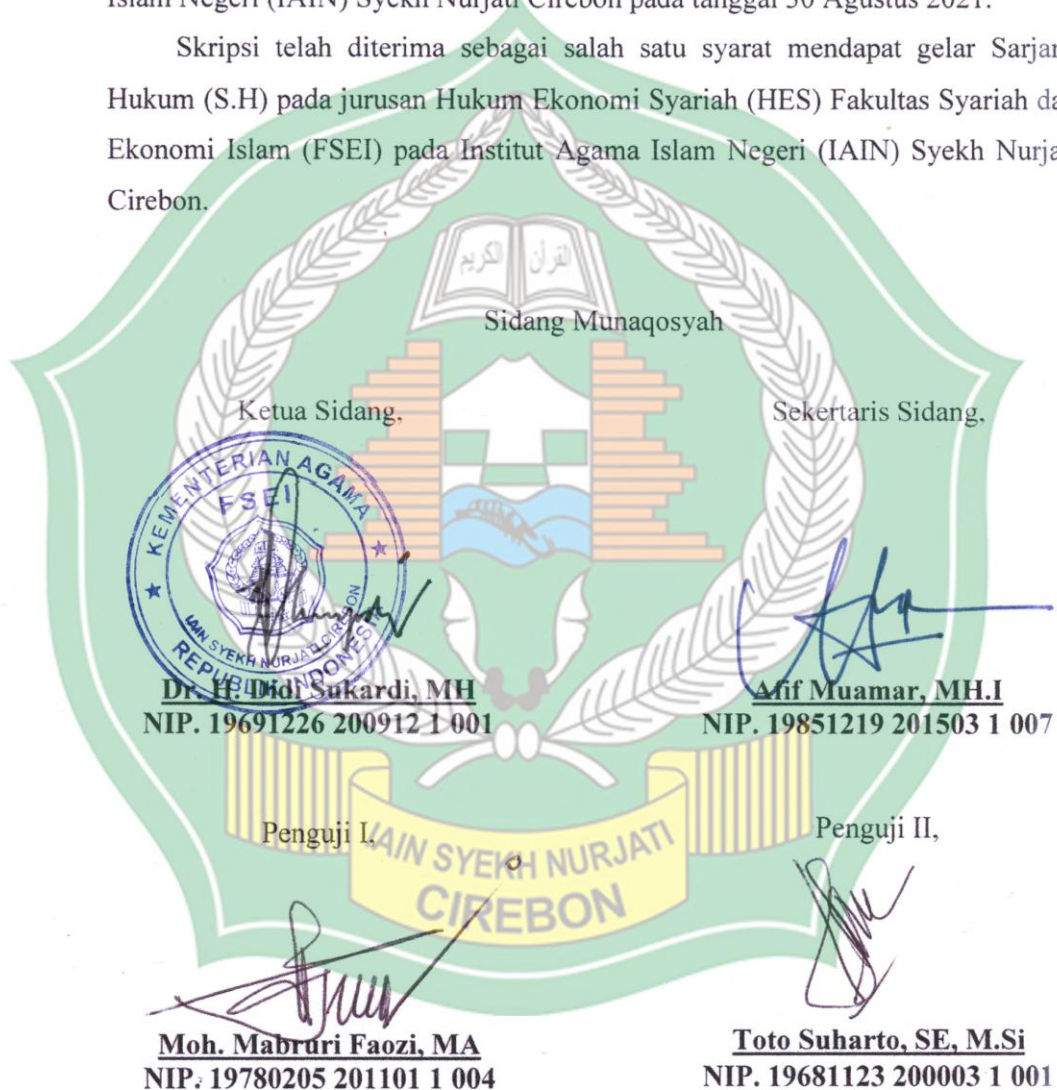 Islam Negeri (IAIN) Syekh Nurjati Cirebon pada tanggal 30 Agustus 2021.
Skripsi telah diterima sebagai salah satu syarat mendapat gelar Sarjan
Hukum (S.H) pada jurusan Hukum Ekonomi Syariah (HES) Fakultas Syariah da
Ekonomi Islam (FSEI) pada Institut Agama Islam Negeri (IAIN) Syekh Nurja
Cirebon.
القرآن الكريم
Sidang Munaqosyah
Ketua Sidang,
Sekertaris Sidang,
KEMENTERIAN AGAMA
FSEI
IAIN SYEKH NURJATI CIREBON
REPUBLIK INDONESIA
Dr. H. Didi Sukardi, MH
NIP. 19691226 200912 1 001
Afif Muamar, MH.I
NIP. 19851219 201503 1 007
Penguji I,
Penguji II,
IAIN SYEKH NURJATI
CIREBON
Moh. Mabruri Faozi, MA
NIP. 19780205 201101 1 004
Toto Suharto, SE, M.Si
NIP. 19681123 200003 1 001